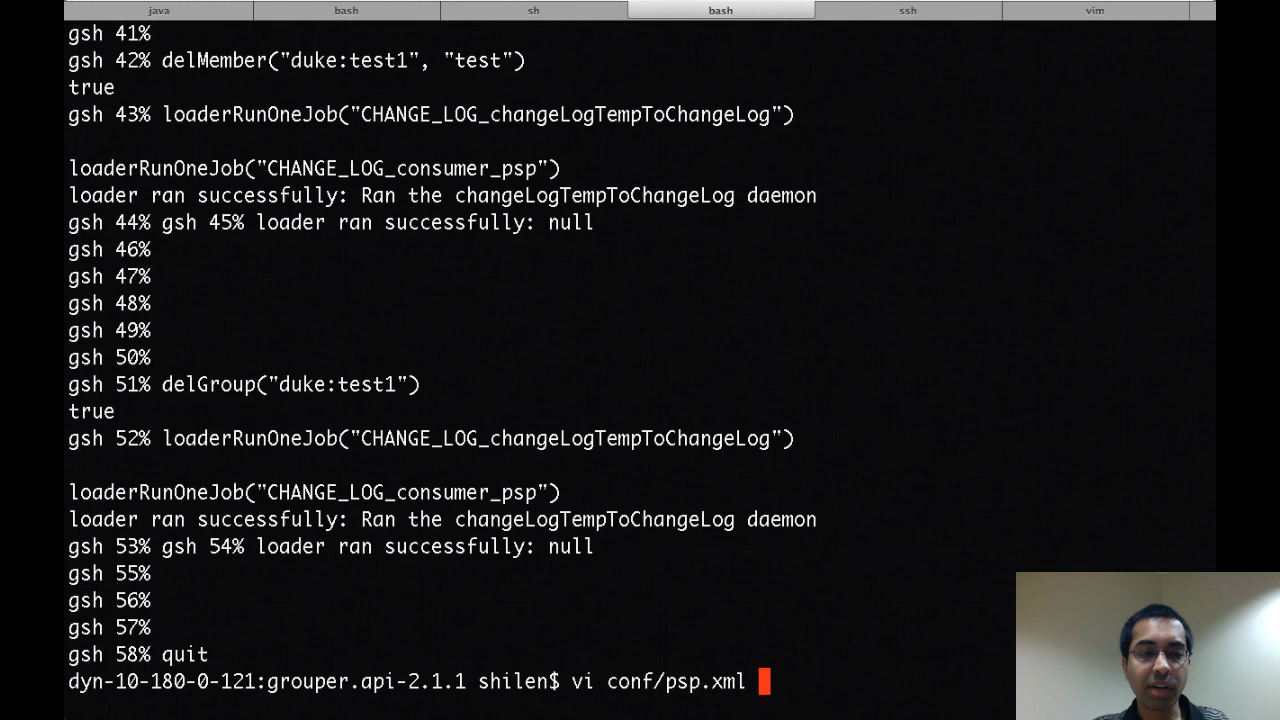 java bash sh bash ssh vim
gsh 41%
gsh 42% delMember("duke:test1", "test")
true
gsh 43% loaderRunOneJob("CHANGE_LOG_changeLogTempToChangeLog")
loaderRunOneJob("CHANGE_LOG_consumer_psp")
loader ran successfully: Ran the changeLogTempToChangeLog daemon
gsh 44% gsh 45% loader ran successfully: null
gsh 46%
gsh 47%
gsh 48%
gsh 49%
gsh 50%
gsh 51% delGroup("duke:test1")
true
gsh 52% loaderRunOneJob("CHANGE_LOG_changeLogTempToChangeLog")
loaderRunOneJob("CHANGE_LOG_consumer_psp")
loader ran successfully: Ran the changeLogTempToChangeLog daemon
gsh 53% gsh 54% loader ran successfully: null
gsh 55%
gsh 56%
gsh 57%
gsh 58% quit
dyn-10-180-0-121:grouper.api-2.1.1 shilen$ vi conf/psp.xml